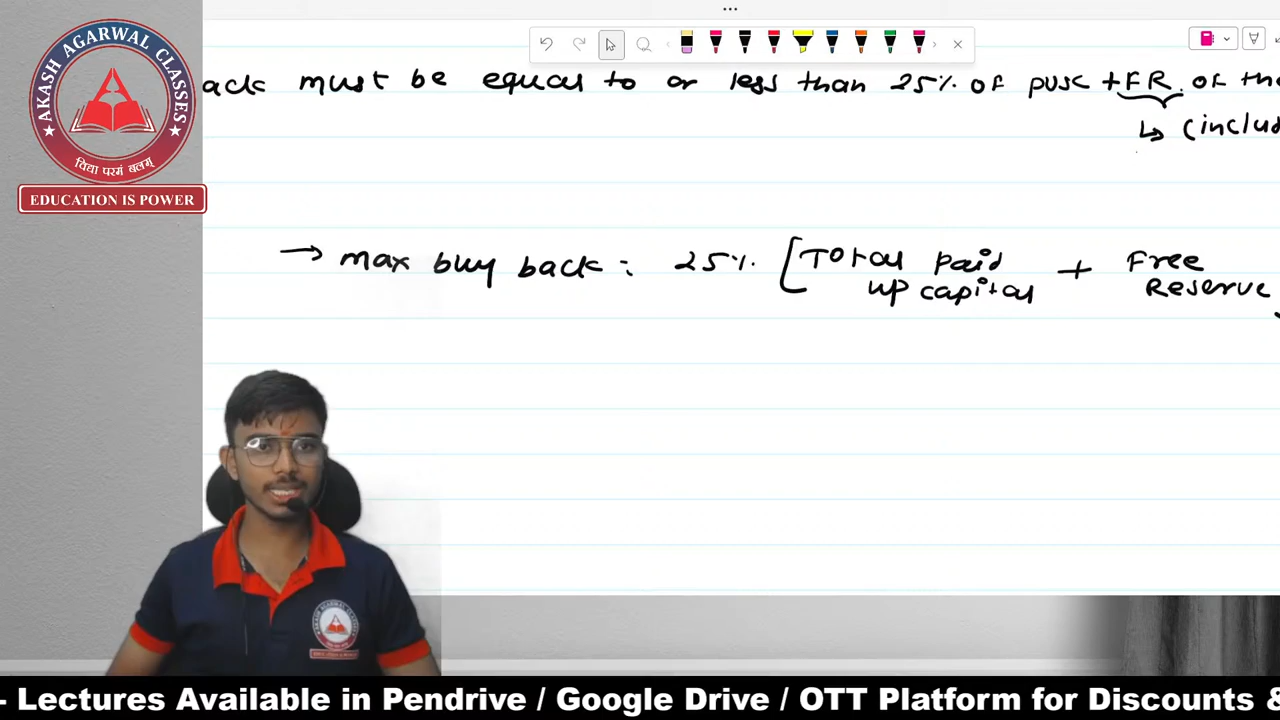 AKASH AGARWAL CLASSES
विद्या परमं बलम्
EDUCATION IS POWER
ack must be equal to or less than 25% of PUSC + FR. of the
↳ (includ
→ max buy back : 25% [Total paid up capital + Free Reserve
- Lectures Available in Pendrive / Google Drive / OTT Platform for Discounts &